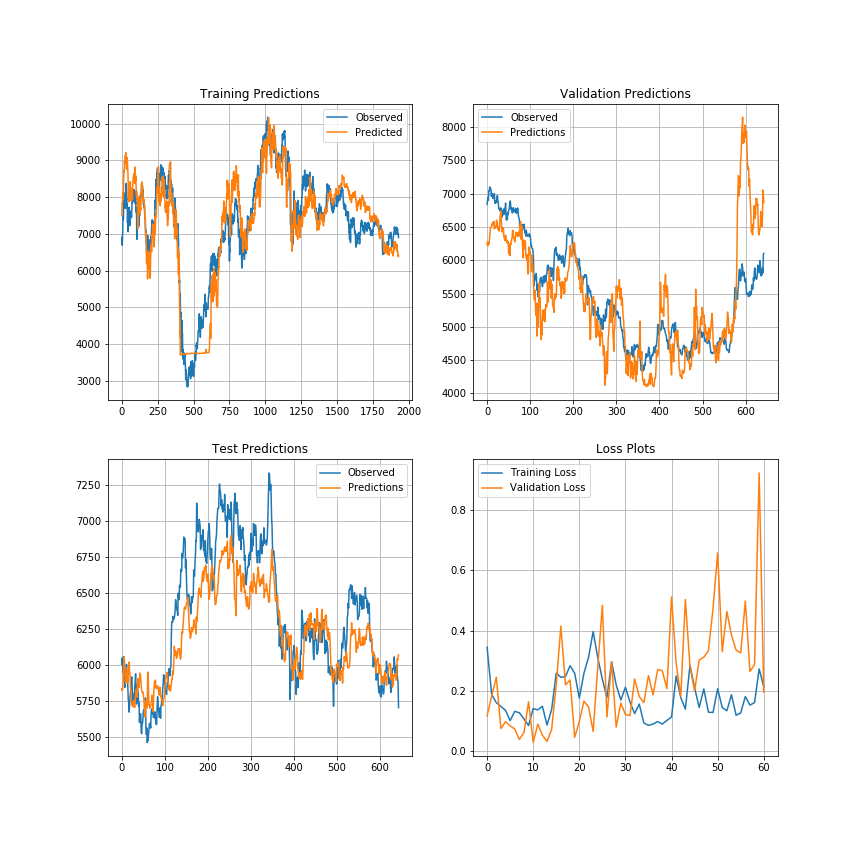 Training Predictions
Observed
Predicted
10000
9000
8000
7000
6000
5000
4000
3000
0 250 500 750 1000 1250 1500 1750 2000
Validation Predictions
Observed
Predictions
8000
7500
7000
6500
6000
5500
5000
4500
4000
0 100 200 300 400 500 600
Test Predictions
Observed
Predictions
7250
7000
6750
6500
6250
6000
5750
5500
0 100 200 300 400 500 600
Loss Plots
Training Loss
Validation Loss
0.8
0.6
0.4
0.2
0.0
0 10 20 30 40 50 60